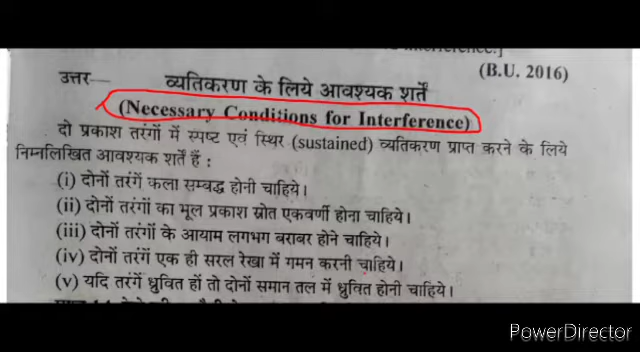 interference.]
(B.U. 2016)
उत्तर— व्यतिकरण के लिये आवश्यक शर्तें
(Necessary Conditions for Interference)
दो प्रकाश तरंगों में स्पष्ट एवं स्थिर (sustained) व्यतिकरण प्राप्त करने के लिये
निम्नलिखित आवश्यक शर्तें हैं :
(i) दोनों तरंगें कला सम्बद्ध होनी चाहिये।
(ii) दोनों तरंगों का मूल प्रकाश स्रोत एकवर्णी होना चाहिये।
(iii) दोनों तरंगों के आयाम लगभग बराबर होने चाहिये।
(iv) दोनों तरंगें एक ही सरल रेखा में गमन करनी चाहिये।
(v) यदि तरंगें ध्रुवित हों तो दोनों समान तल में ध्रुवित होनी चाहिये।
PowerDirector